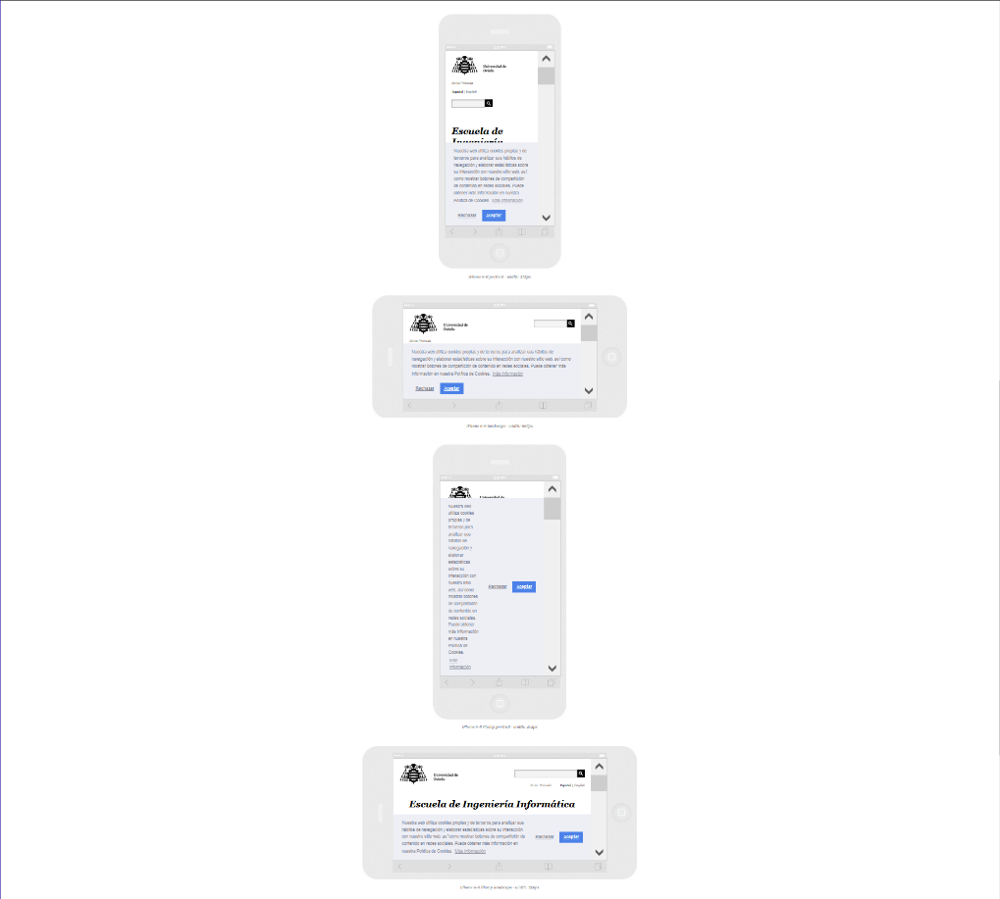 Universidad de
Oviedo
Español | English
Escuela de
Ingeniería
Nuestra web utiliza cookies propias y de
terceros para analizar sus hábitos de
navegación y elaborar estadísticas sobre
su interacción con nuestro sitio web, así
como mostrar botones de compartición
de contenido en redes sociales. Puede
obtener más información en nuestra
Política de Cookies. Más información
Rechazar Aceptar
Universidad de
Oviedo
Nuestra web utiliza cookies propias y de terceros para analizar sus hábitos de
navegación y elaborar estadísticas sobre su interacción con nuestro sitio web, así como
mostrar botones de compartición de contenido en redes sociales. Puede obtener más
información en nuestra Política de Cookies. Más información
Rechazar Aceptar
Universidad de
Nuestra web
utiliza cookies
propias y de
terceros para
analizar sus
hábitos de
navegación y
elaborar
estadísticas
sobre su
interacción con
nuestro sitio
web, así como
mostrar botones
de compartición
de contenido en
redes sociales.
Puede obtener
más información
en nuestra
Política de
Cookies.
Más
información
Rechazar Aceptar
Universidad de
Oviedo
Español | English
Escuela de Ingeniería Informática
Nuestra web utiliza cookies propias y de terceros para analizar sus
hábitos de navegación y elaborar estadísticas sobre su interacción
con nuestro sitio web, así como mostrar botones de compartición de
contenido en redes sociales. Puede obtener más información en
nuestra Política de Cookies. Más información
Rechazar Aceptar